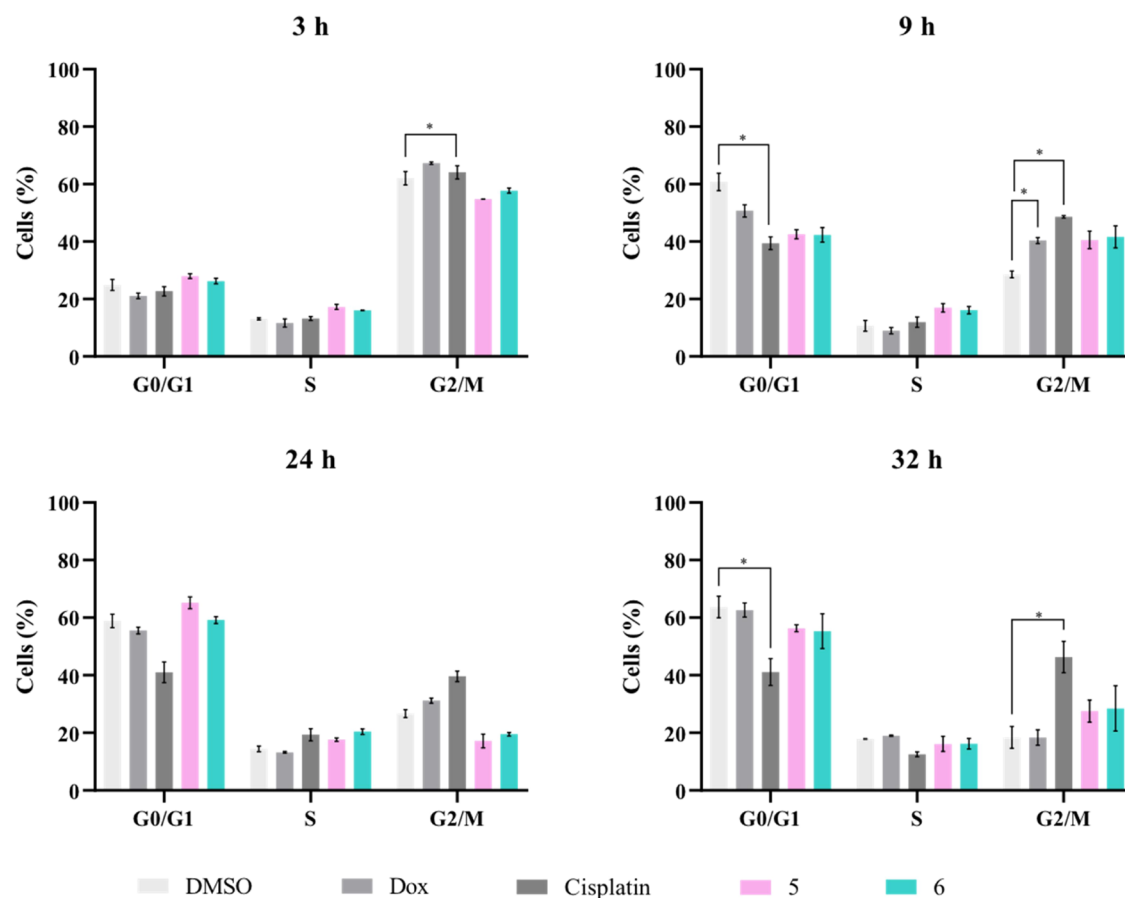 3 h
9 h
100
80
60
40
20
0
Cells (%)
*
G0/G1
S
G2/M
100
80
60
40
20
0
Cells (%)
*
*
*
G0/G1
S
G2/M
24 h
32 h
100
80
60
40
20
0
Cells (%)
G0/G1
S
G2/M
100
80
60
40
20
0
Cells (%)
*
*
G0/G1
S
G2/M
DMSO
Dox
Cisplatin
5
6